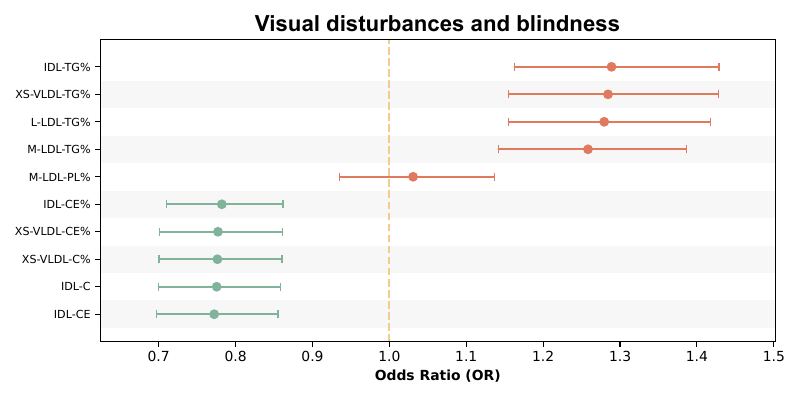 Visual disturbances and blindness
IDL-TG%
XS-VLDL-TG%
L-LDL-TG%
M-LDL-TG%
M-LDL-PL%
IDL-CE%
XS-VLDL-CE%
XS-VLDL-C%
IDL-C
IDL-CE
0.7 0.8 0.9 1.0 1.1 1.2 1.3 1.4 1.5
Odds Ratio (OR)